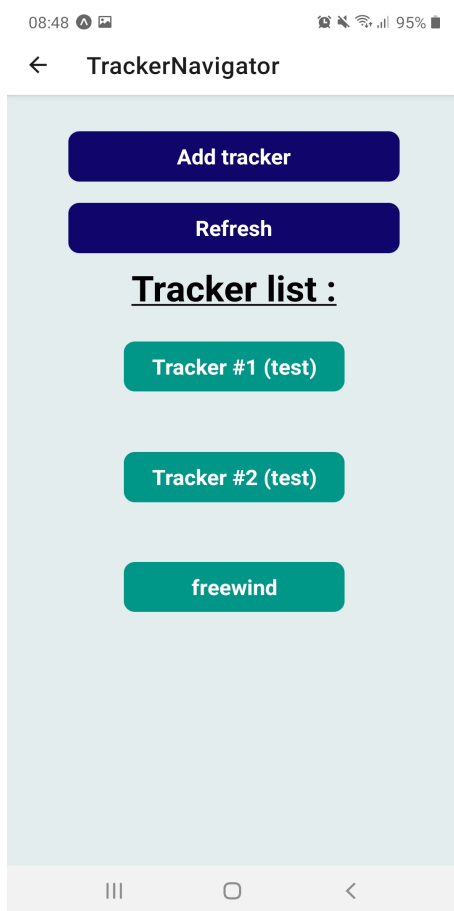 08:48 95%
TrackerNavigator
Add tracker
Refresh
Tracker list :
Tracker #1 (test)
Tracker #2 (test)
freewind